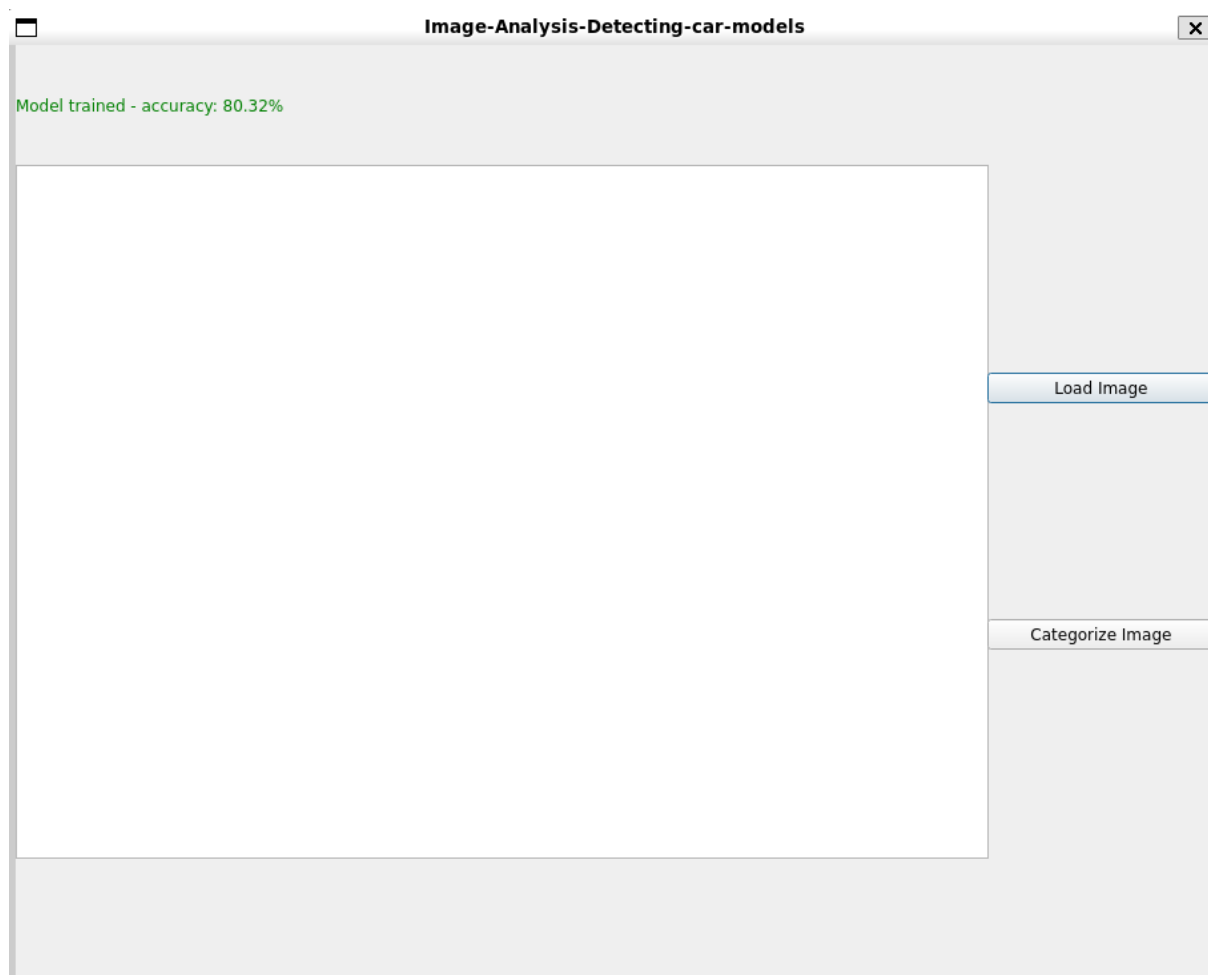 Image-Analysis-Detecting-car-models
Model trained - accuracy: 80.32%
Load Image
Categorize Image